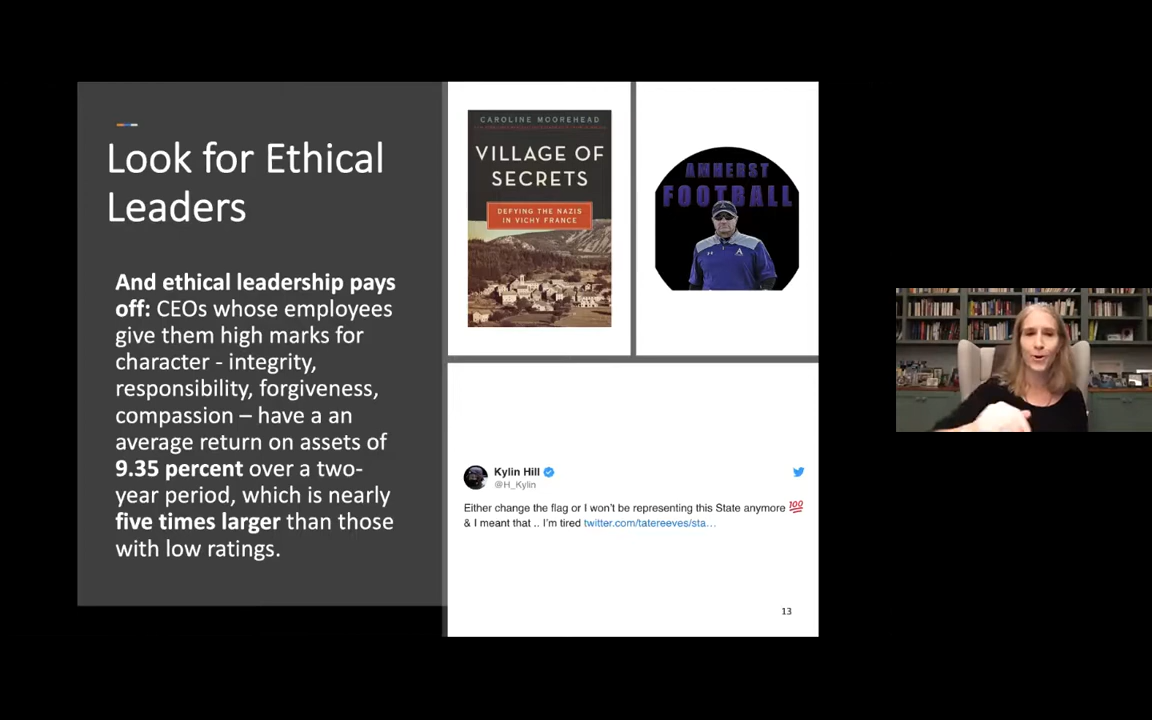 Look for Ethical
Leaders
And ethical leadership pays
off: CEOs whose employees
give them high marks for
character - integrity,
responsibility, forgiveness,
compassion – have a an
average return on assets of
9.35 percent over a two-
year period, which is nearly
five times larger than those
with low ratings.
CAROLINE MOOREHEAD
VILLAGE OF
SECRETS
DEFYING THE NAZIS
IN VICHY FRANCE
AMHERST
FOOTBALL
A
Kylin Hill
@H_Kylin
Either change the flag or I won't be representing this State anymore 💯
& I meant that .. I'm tired twitter.com/tatereeves/sta…
13